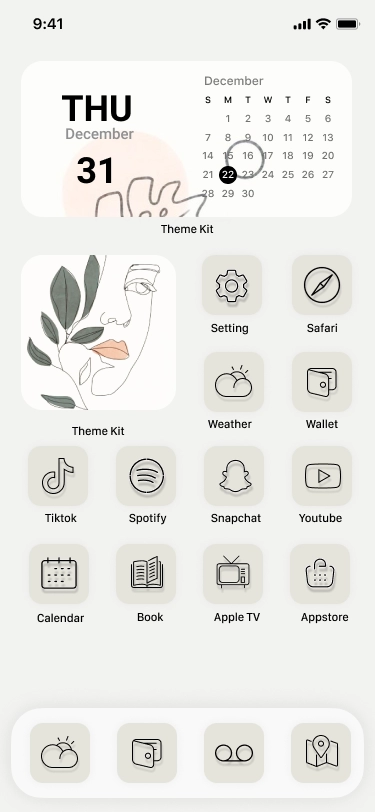 9:41
THU
December
31
December
S M T W T F S
1 2 3 4 5 6
7 8 9 10 11 12 13
14 15 16 17 18 19 20
21 22 23 24 25 26 27
28 29 30
Theme Kit
Setting
Safari
Weather
Wallet
Theme Kit
Tiktok
Spotify
Snapchat
Youtube
Calendar
Book
Apple TV
Appstore